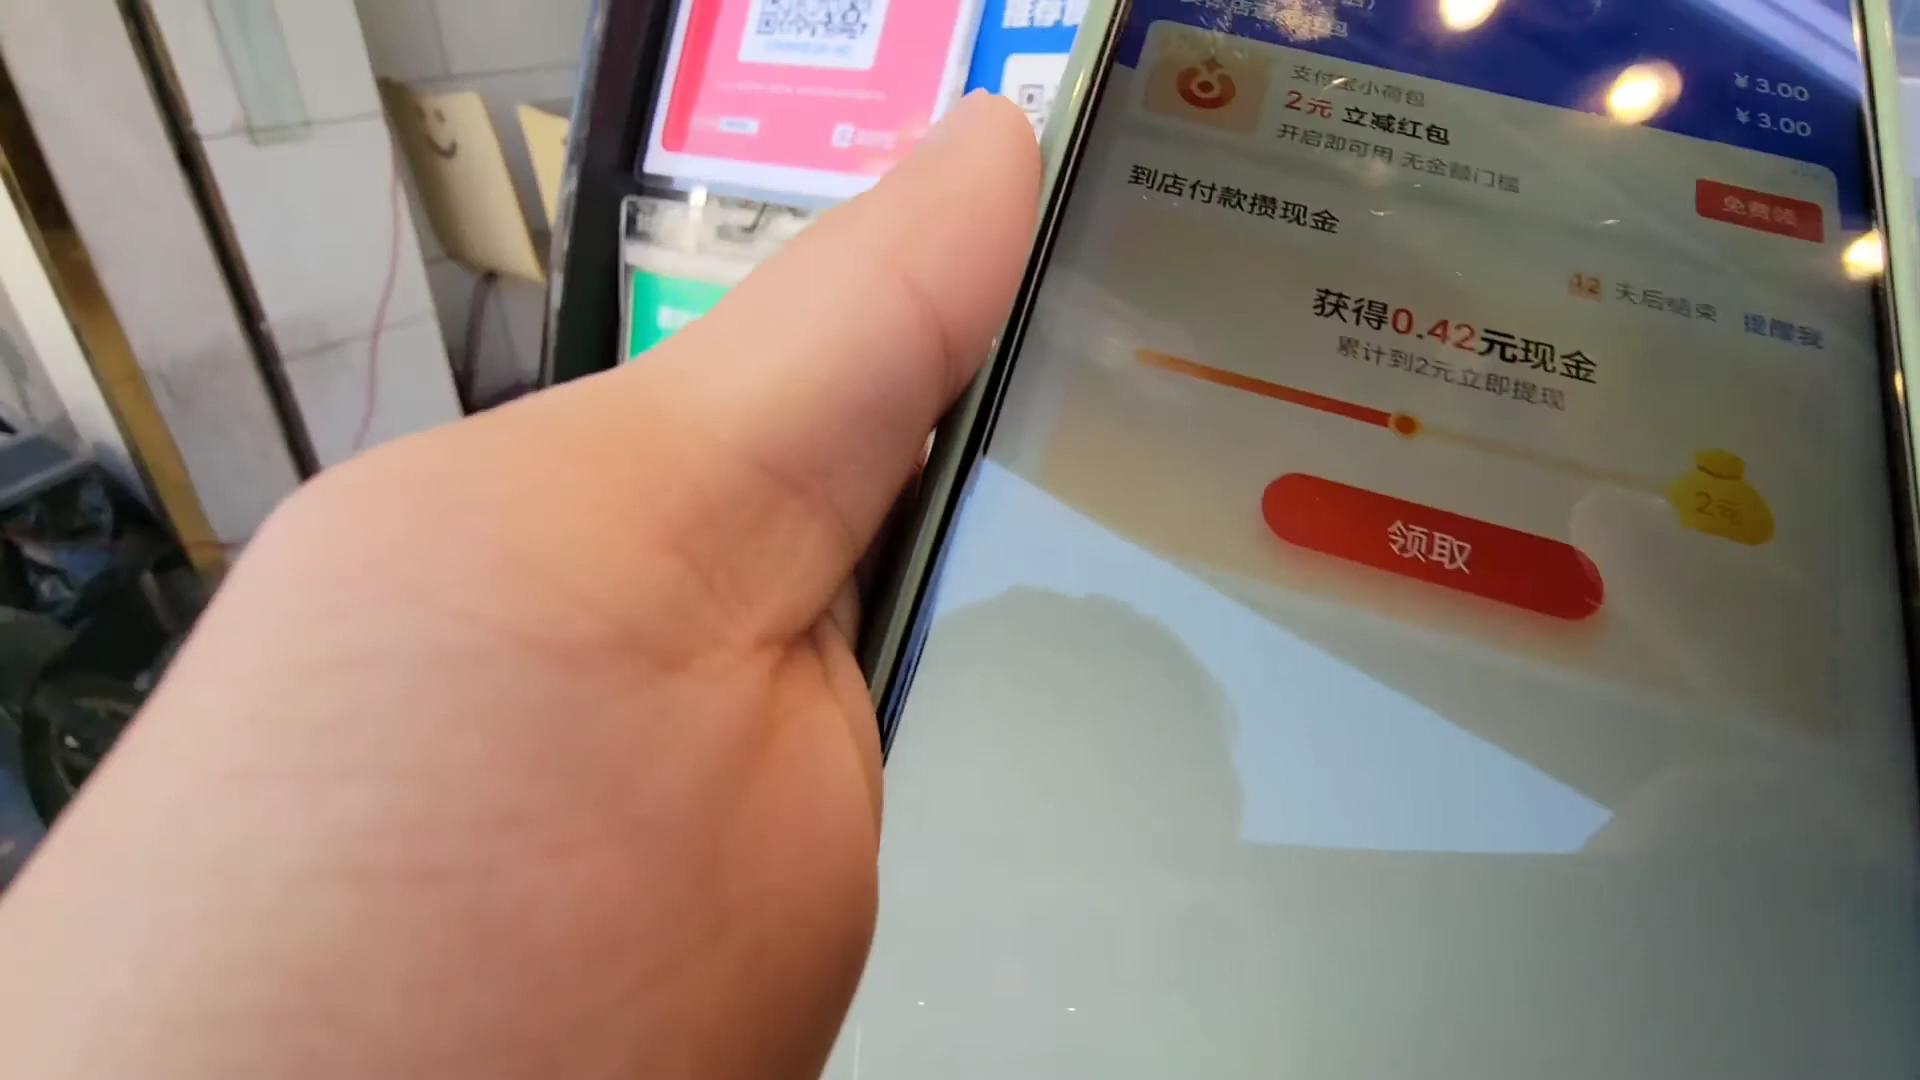 ¥3.00
¥3.00
支付宝小荷包
2元 立减红包
开启即可用 无金额门槛
免费领
到店付款攒现金
12 天后结束 提醒我
获得0.42元现金
累计到2元立即提现
2元
领取